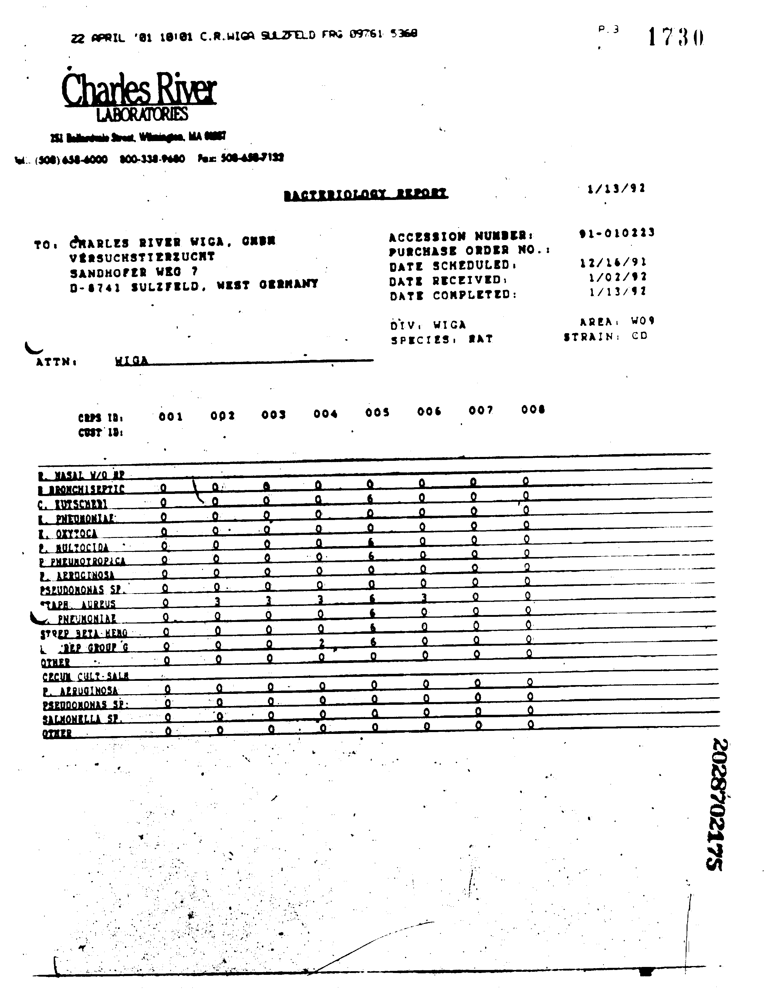 22 APRIL '01 10:01 C.R.WIGA SULZFELD FRG 09761 5368 P.3 1730
Charles River
LABORATORIES
251 Ballardvale Street, Wilmington, MA 01887
Tel.: (508) 658-6000 800-338-9680 Fax: 508-658-7132
BACTERIOLOGY REPORT 1/13/92
TO: CHARLES RIVER WIGA, GMBH ACCESSION NUMBER: 91-010223
VERSUCHSTIERZUCHT PURCHASE ORDER NO.:
SANDHOFER WEG 7 DATE SCHEDULED: 12/16/91
D-8741 SULZFELD, WEST GERMANY DATE RECEIVED: 1/02/92
DATE COMPLETED: 1/13/92
DIV: WIGA AREA: W09
SPECIES: RAT STRAIN: CD
ATTN: WIGA
CRPS ID: 001 002 003 004 005 006 007 008
CUST ID:
R. NASAL W/O MP
B BRONCHISEPTIC 0 0 0 0 0 0 0 0
C. KUTSCHERI 0 0 0 0 6 0 0 0
K. PNEUMONIAE 0 0 0 0 0 0 0 0
K. OXYTOCA 0 0 0 0 0 0 0 0
P. MULTOCIDA 0 0 0 0 6 0 0 0
P PNEUMOTROPICA 0 0 0 0 6 0 0 0
P. AERUGINOSA 0 0 0 0 0 0 0 0
PSEUDOMONAS SP. 0 0 0 0 0 0 0 0
STAPH. AUREUS 0 3 3 3 6 3 0 0
PNEUMONIAE 0 0 0 0 6 0 0 0
STREP BETA-HEMO 0 0 0 0 6 0 0 0
REP GROUP G 0 0 0 2 6 0 0 0
OTHER 0 0 0 0 0 0 0 0
CECUM CULT-SALM
P. AERUGINOSA 0 0 0 0 0 0 0 0
PSEUDOMONAS SP. 0 0 0 0 0 0 0 0
SALMONELLA SP. 0 0 0 0 0 0 0 0
OTHER 0 0 0 0 0 0 0 0
2028702175